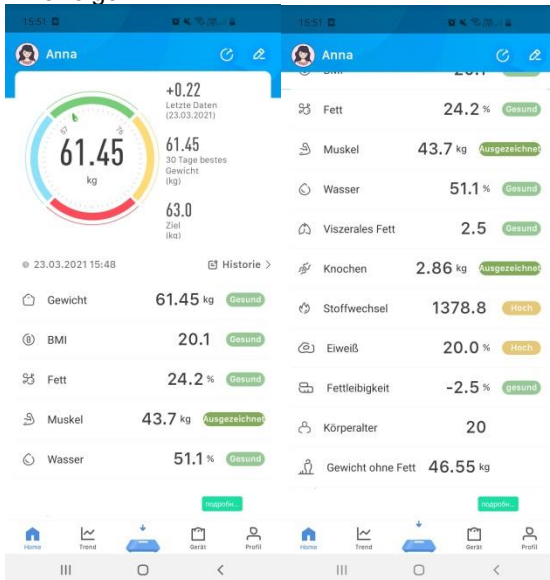 15:51
Anna
57
76
61.45
kg
+0.22
Letzte Daten
(23.03.2021)
61.45
30 Tage bestes
Gewicht
(kg)
63.0
Ziel
(kg)
23.03.2021 15:48
Historie >
Gewicht 61.45 kg Gesund
BMI 20.1 Gesund
Fett 24.2 % Gesund
Muskel 43.7 kg Ausgezeichnet
Wasser 51.1 % Gesund
подробн...
Home Trend Gerät Profil
15:51
Anna
Fett 24.2 % Gesund
Muskel 43.7 kg Ausgezeichnet
Wasser 51.1 % Gesund
Viszerales Fett 2.5 Gesund
Knochen 2.86 kg Ausgezeichnet
Stoffwechsel 1378.8 Hoch
Eiweiß 20.0 % Hoch
Fettleibigkeit -2.5 % gesund
Körperalter 20
Gewicht ohne Fett 46.55 kg
подробн...
Home Trend Gerät Profil